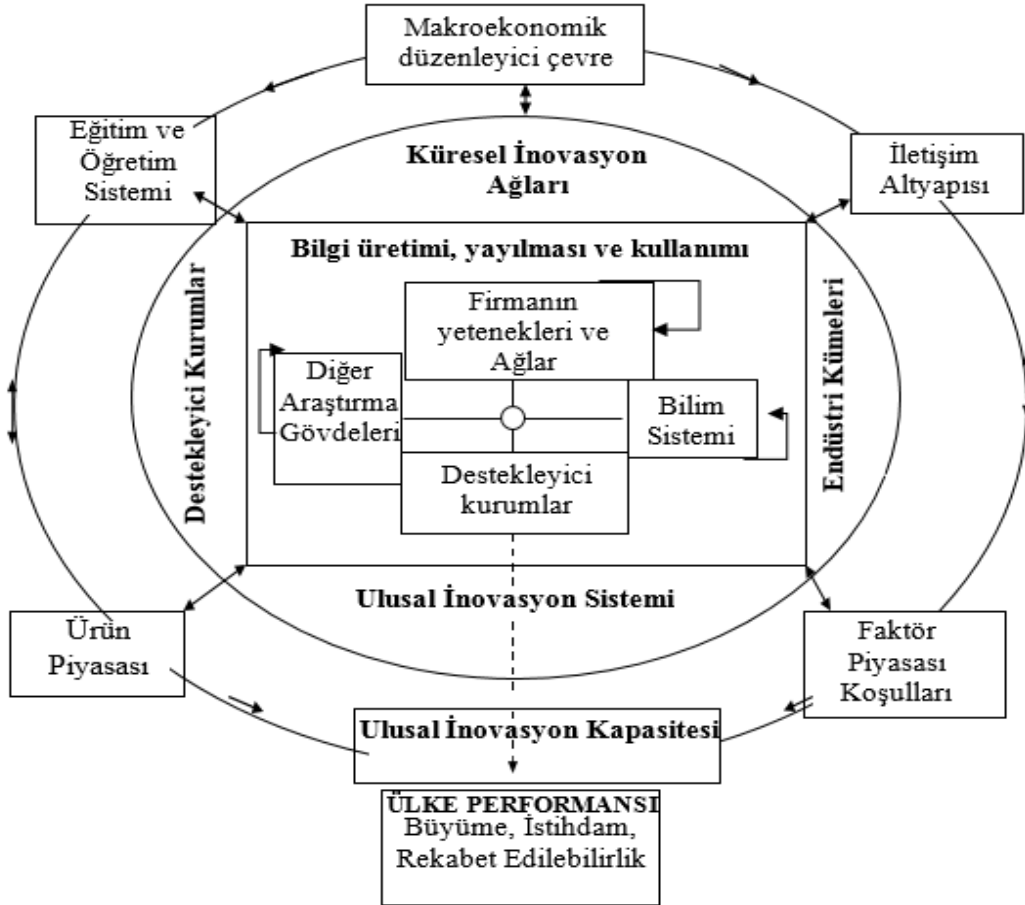 Makroekonomik
düzenleyici çevre
Eğitim ve
Öğretim
Sistemi
İletişim
Altyapısı
Küresel İnovasyon
Ağları
Bilgi üretimi, yayılması ve kullanımı
Destekleyici Kurumlar
Endüstri Kümeleri
Firmanın
yetenekleri ve
Ağlar
Diğer
Araştırma
Gövdeleri
Bilim
Sistemi
Destekleyici
kurumlar
Ulusal İnovasyon Sistemi
Ürün
Piyasası
Faktör
Piyasası
Koşulları
Ulusal İnovasyon Kapasitesi
ÜLKE PERFORMANSI
Büyüme, İstihdam,
Rekabet Edilebilirlik